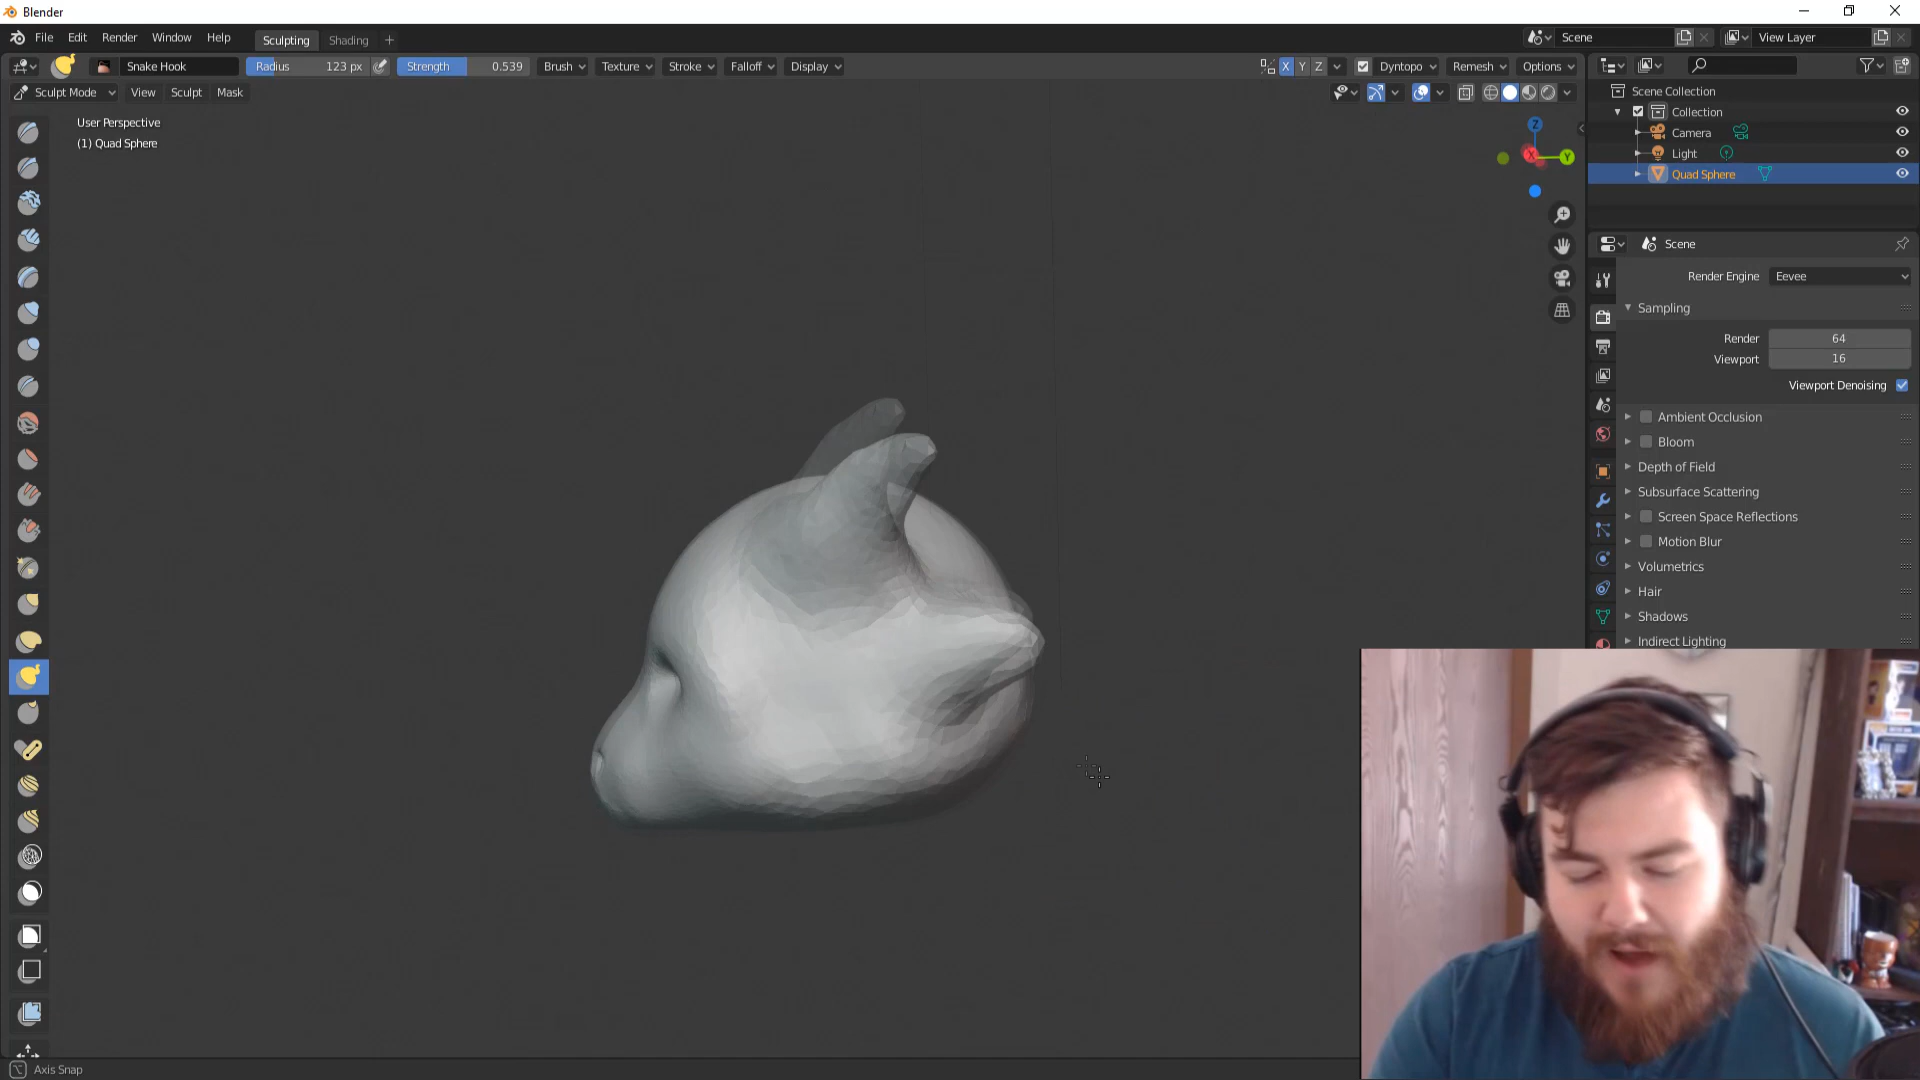 Blender
File Edit Render Window Help Sculpting Shading + Scene View Layer
Snake Hook Radius 123 px Strength 0.539 Brush Texture Stroke Falloff Display X Y Z Dyntopo Remesh Options
Sculpt Mode View Sculpt Mask
User Perspective
(1) Quad Sphere
Z
X
Y
Scene Collection
Collection
Camera
Light
Quad Sphere
Scene
Render Engine Eevee
Sampling
Render 64
Viewport 16
Viewport Denoising
Ambient Occlusion
Bloom
Depth of Field
Subsurface Scattering
Screen Space Reflections
Motion Blur
Volumetrics
Hair
Shadows
Indirect Lighting
Axis Snap